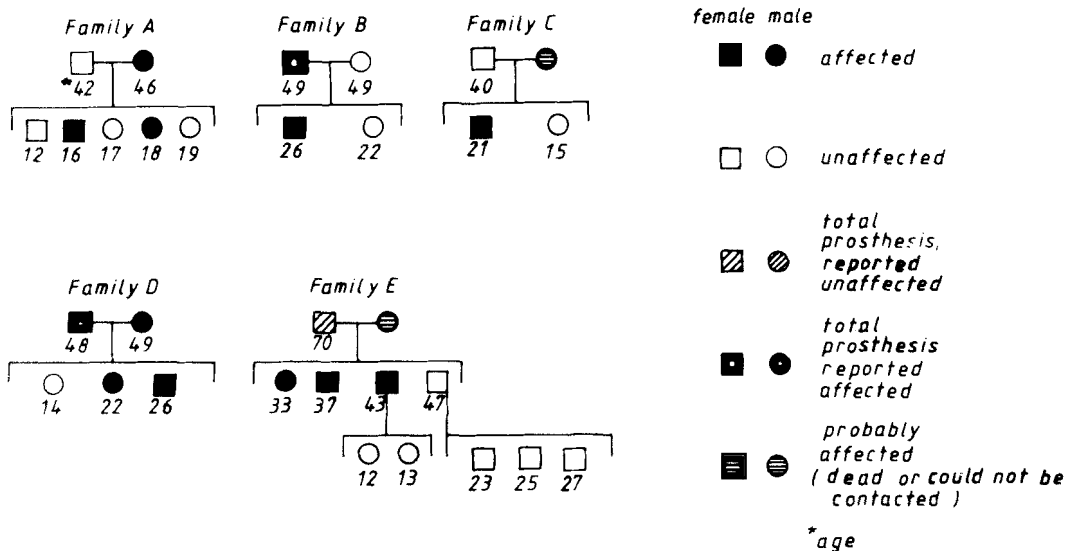 Family A
*42 46
12 16 17 18 19
Family B
49 49
26 22
Family C
40
21 15
Family D
48 49
14 22 26
Family E
70
33 37 43 47
12 13
23 25 27
female male
affected
unaffected
total
prosthesis,
reported
unaffected
total
prosthesis
reported
affected
probably
affected
(dead or could not be
contacted)
*age